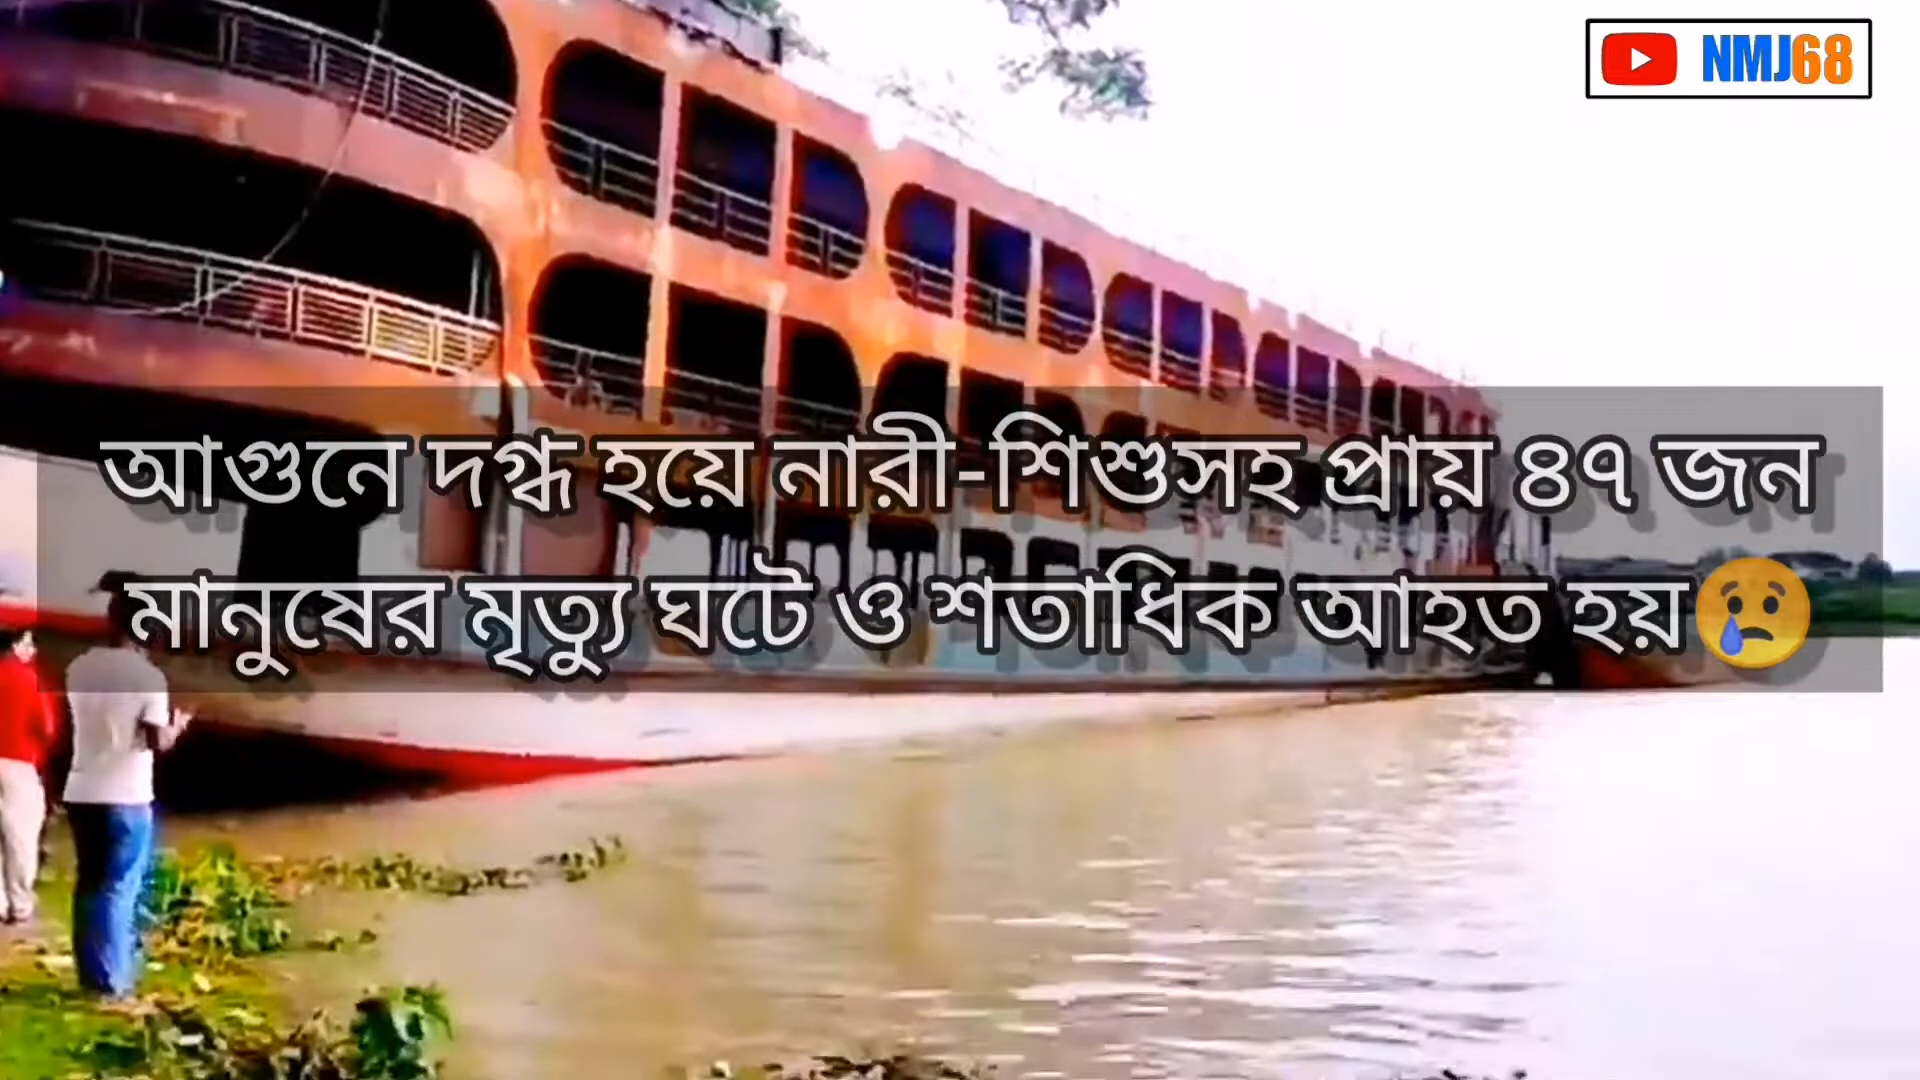 NMJ68
আগুনে দগ্ধ হয়ে নারী-শিশুসহ প্রায় ৪৭ জন
মানুষের মৃত্যু ঘটে ও শতাধিক আহত হয়😢